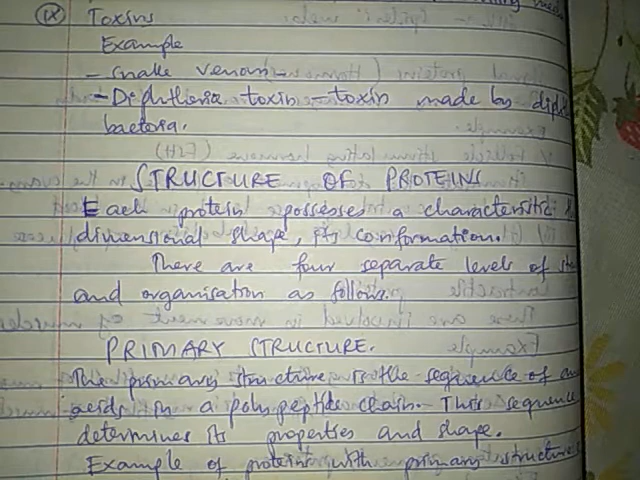 (ix) Toxins
Example
- Snake venom
- Diphtheria toxin - toxin made by diph
bacteria.
STRUCTURE OF PROTEINS
Each protein possesses a characteristic
dimensional shape, its conformation.
There are four separate levels of
and organisation as follows.
PRIMARY STRUCTURE.
The primary structure is the sequence of
acids in a polypeptide chain. This sequence
determines its properties and shape.
Example of proteins with primary structure